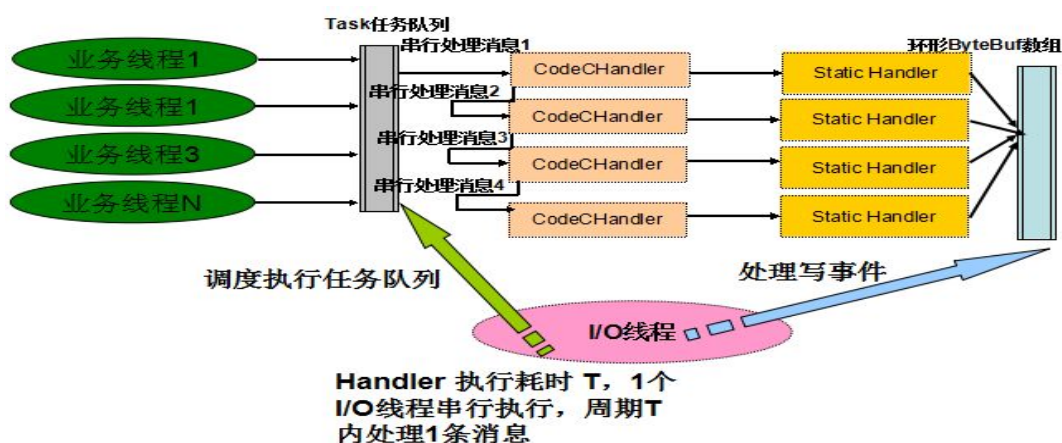 Task任务队列
业务线程1
业务线程1
业务线程3
业务线程N
串行处理消息1
串行处理消息2
串行处理消息3
串行处理消息4
CodeCHandler
CodeCHandler
CodeCHandler
CodeCHandler
Static Handler
Static Handler
Static Handler
Static Handler
环形ByteBuf数组
调度执行任务队列
处理写事件
I/O线程
Handler 执行耗时 T，1个
I/O线程串行执行，周期T
内处理1条消息